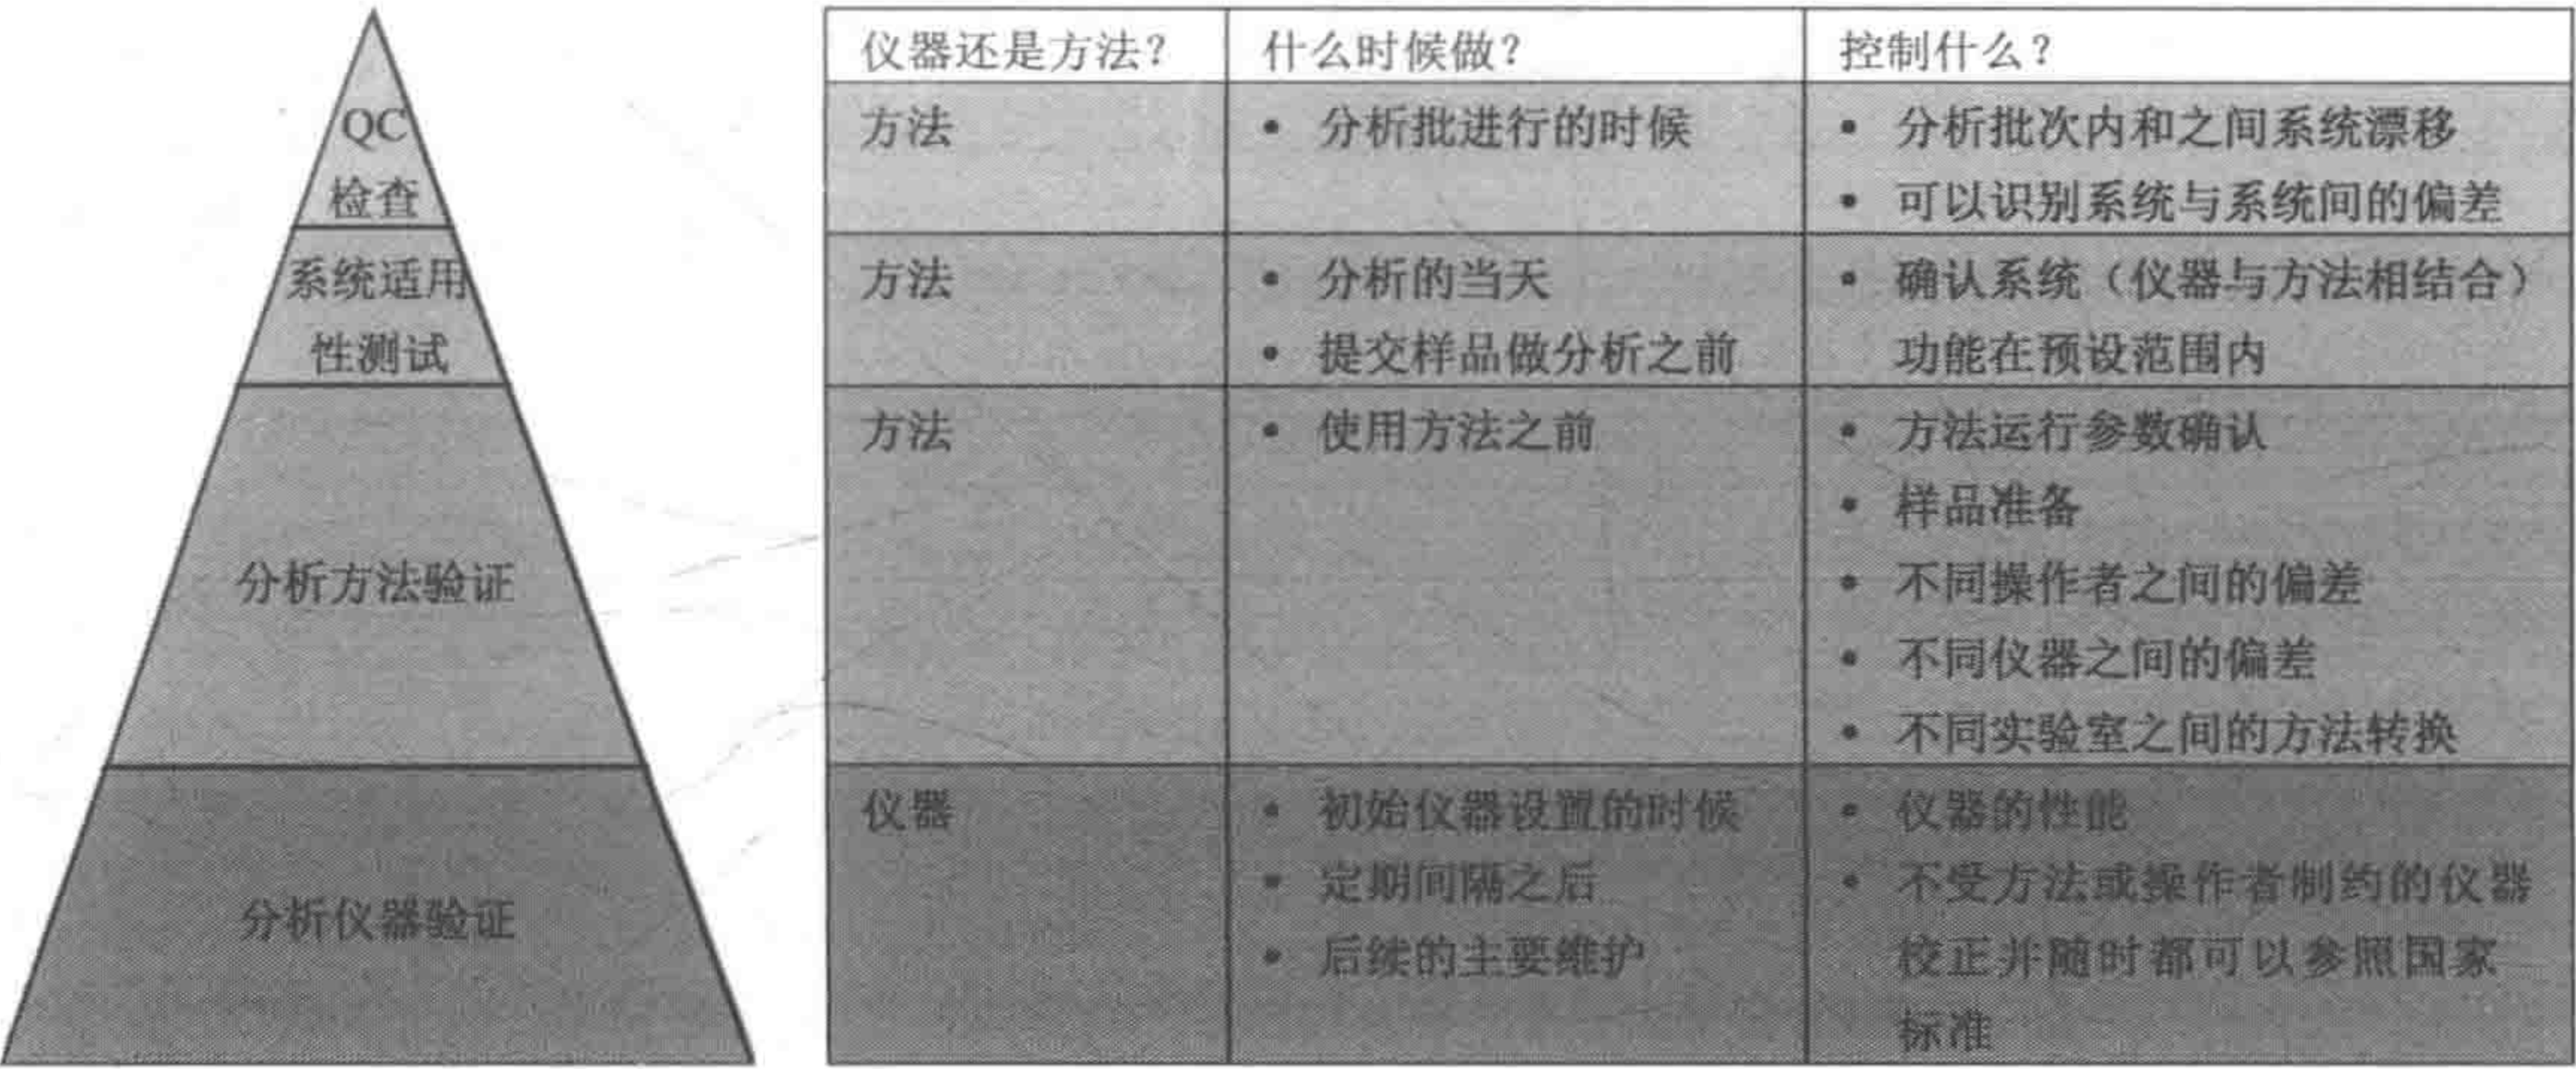 QC
检查
系统适用
性测试
分析方法验证
分析仪器验证
仪器还是方法?
什么时候做?
控制什么?
方法
• 分析批进行的时候
• 分析批次内和之间系统漂移
• 可以识别系统与系统间的偏差
方法
• 分析的当天
• 提交样品做分析之前
• 确认系统（仪器与方法相结合）
功能在预设范围内
方法
• 使用方法之前
• 方法运行参数确认
• 样品准备
• 不同操作者之间的偏差
• 不同仪器之间的偏差
• 不同实验室之间的方法转换
仪器
• 初始仪器设置的时候
• 定期间隔之后
• 后续的主要维护
• 仪器的性能
• 不受方法或操作者制约的仪器
校正并随时都可以参照国家
标准